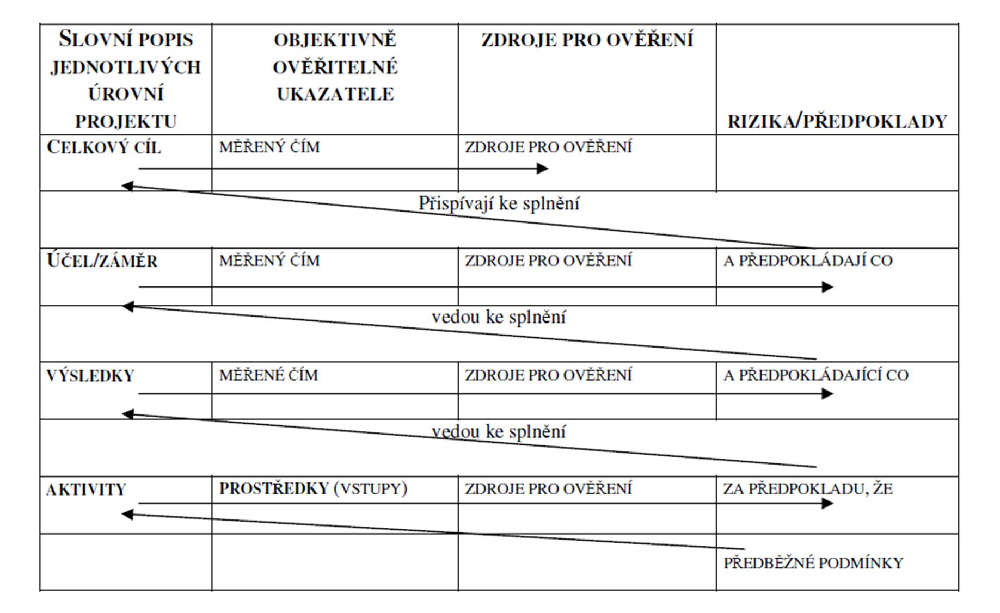 SLOVNÍ POPIS
JEDNOTLIVÝCH
ÚROVNÍ
PROJEKTU
OBJEKTIVNĚ
OVĚŘITELNÉ
UKAZATELE
ZDROJE PRO OVĚŘENÍ
RIZIKA/PŘEDPOKLADY
CELKOVÝ CÍL
MĚŘENÝ ČÍM
ZDROJE PRO OVĚŘENÍ
Přispívají ke splnění
ÚČEL/ZÁMĚR
MĚŘENÝ ČÍM
ZDROJE PRO OVĚŘENÍ
A PŘEDPOKLÁDAJÍ CO
vedou ke splnění
VÝSLEDKY
MĚŘENÉ ČÍM
ZDROJE PRO OVĚŘENÍ
A PŘEDPOKLÁDAJÍCÍ CO
vedou ke splnění
AKTIVITY
PROSTŘEDKY (VSTUPY)
ZDROJE PRO OVĚŘENÍ
ZA PŘEDPOKLADU, ŽE
PŘEDBĚŽNÉ PODMÍNKY